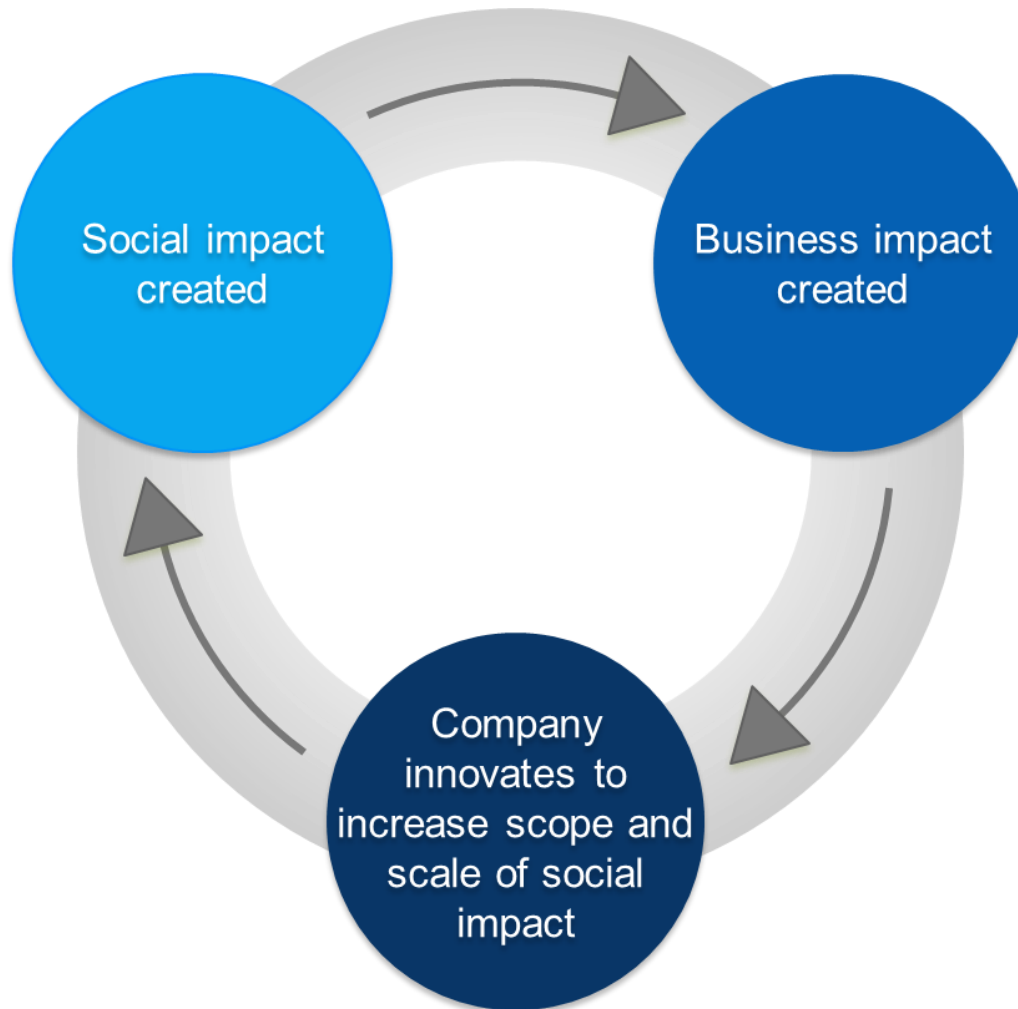 Social impact
created
Business impact
created
Company
innovates to
increase scope and
scale of social
impact